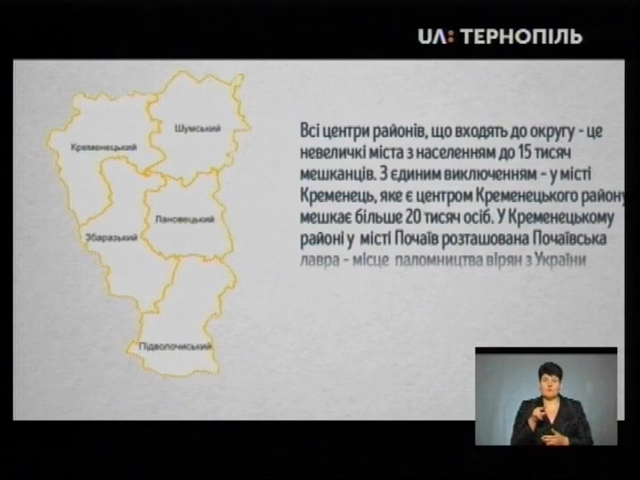 UA: ТЕРНОПІЛЬ
Шумський
Кременецький
Лановецький
Збаразький
Підволочиський
Всі центри районів, що входять до округу - це
невеличкі міста з населенням до 15 тисяч
мешканців. З єдиним виключенням - у місті
Кременець, яке є центром Кременецького району
мешкає більше 20 тисяч осіб. У Кременецькому
районі у місті Почаїв розташована Почаївська
лавра - місце паломництва вірян з України